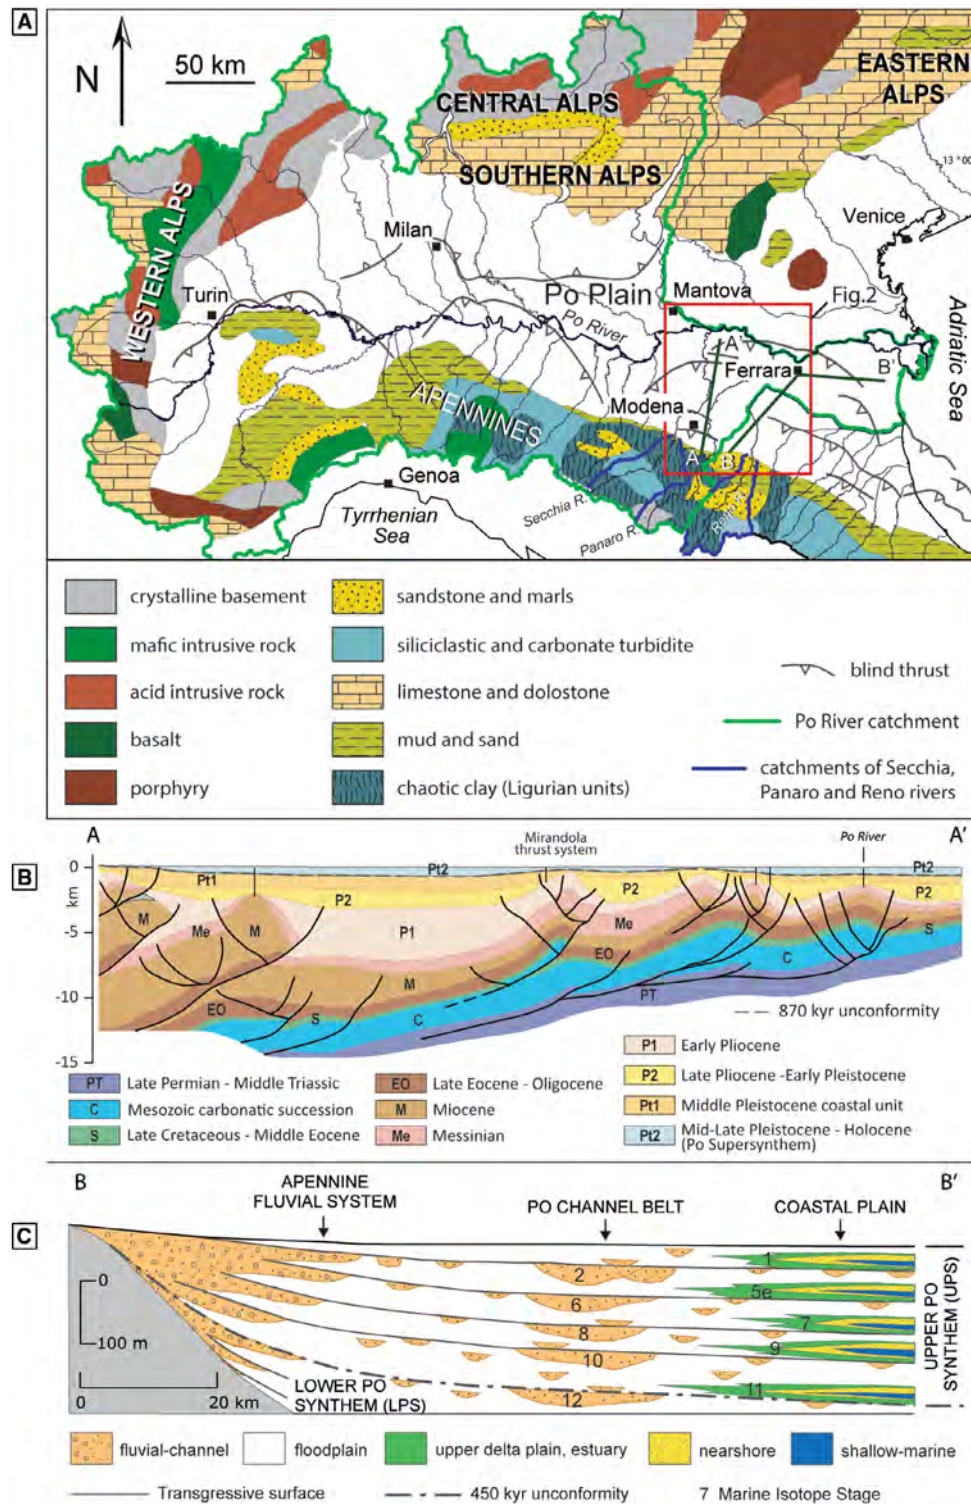 A
N
50 km
CENTRAL ALPS
EASTERN
ALPS
SOUTHERN ALPS
13 °00
WESTERN ALPS
Venice
Milan
Turin
Po Plain
Po River
Mantova
Fig.2
Adriatic Sea
A'
Ferrara
B'
APENNINES
Modena
A
B
Genoa
Secchia R.
Reno R.
Tyrrhenian
Sea
Panaro R.
crystalline basement
sandstone and marls
mafic intrusive rock
siliciclastic and carbonate turbidite
acid intrusive rock
limestone and dolostone
blind thrust
basalt
mud and sand
Po River catchment
porphyry
chaotic clay (Ligurian units)
catchments of Secchia,
Panaro and Reno rivers
B
A
Mirandola
thrust system
Po River
A'
0
km
-5
-10
-15
Pt1
Pt2
Pt2
P2
P2
P2
M
Me
M
P1
Me
S
M
EO
C
EO
S
C
PT
870 kyr unconformity
P1 Early Pliocene
PT Late Permian - Middle Triassic
EO Late Eocene - Oligocene
P2 Late Pliocene -Early Pleistocene
C Mesozoic carbonatic succession
M Miocene
Pt1 Middle Pleistocene coastal unit
S Late Cretaceous - Middle Eocene
Me Messinian
Pt2 Mid-Late Pleistocene - Holocene
(Po Supersynthem)
C
B
APENNINE
FLUVIAL SYSTEM
PO CHANNEL BELT
COASTAL PLAIN
B'
0
100 m
0
20 km
LOWER PO
SYNTHEM (LPS)
1
2
5e
6
7
8
9
10
11
12
UPPER PO
SYNTHEM (UPS)
fluvial-channel
floodplain
upper delta plain, estuary
nearshore
shallow-marine
Transgressive surface
450 kyr unconformity
7 Marine Isotope Stage